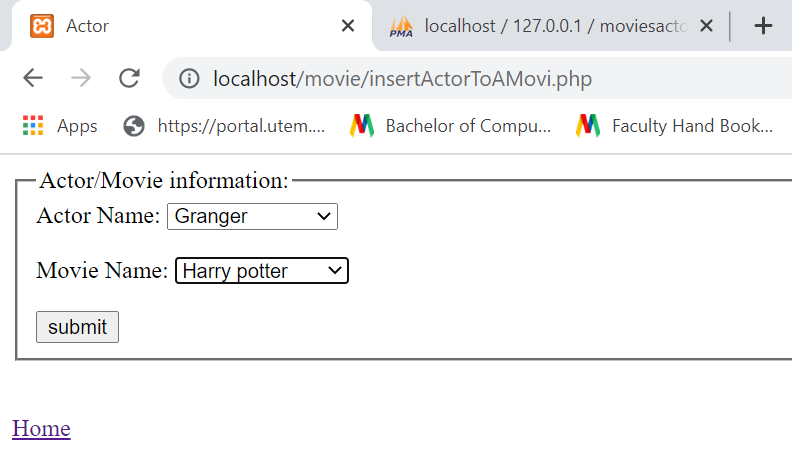 Actor
localhost / 127.0.0.1 / moviesacto
PMA
localhost/movie/insertActorToAMovi.php
Apps
https://portal.utem....
Bachelor of Compu...
Faculty Hand Book...
Actor/Movie information:
Actor Name: Granger
Movie Name: Harry potter
submit
Home